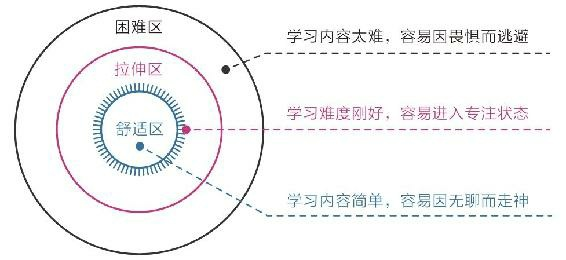 困难区
学习内容太难，容易因畏惧而逃避
拉伸区
学习难度刚好，容易进入专注状态
舒适区
学习内容简单，容易因无聊而走神